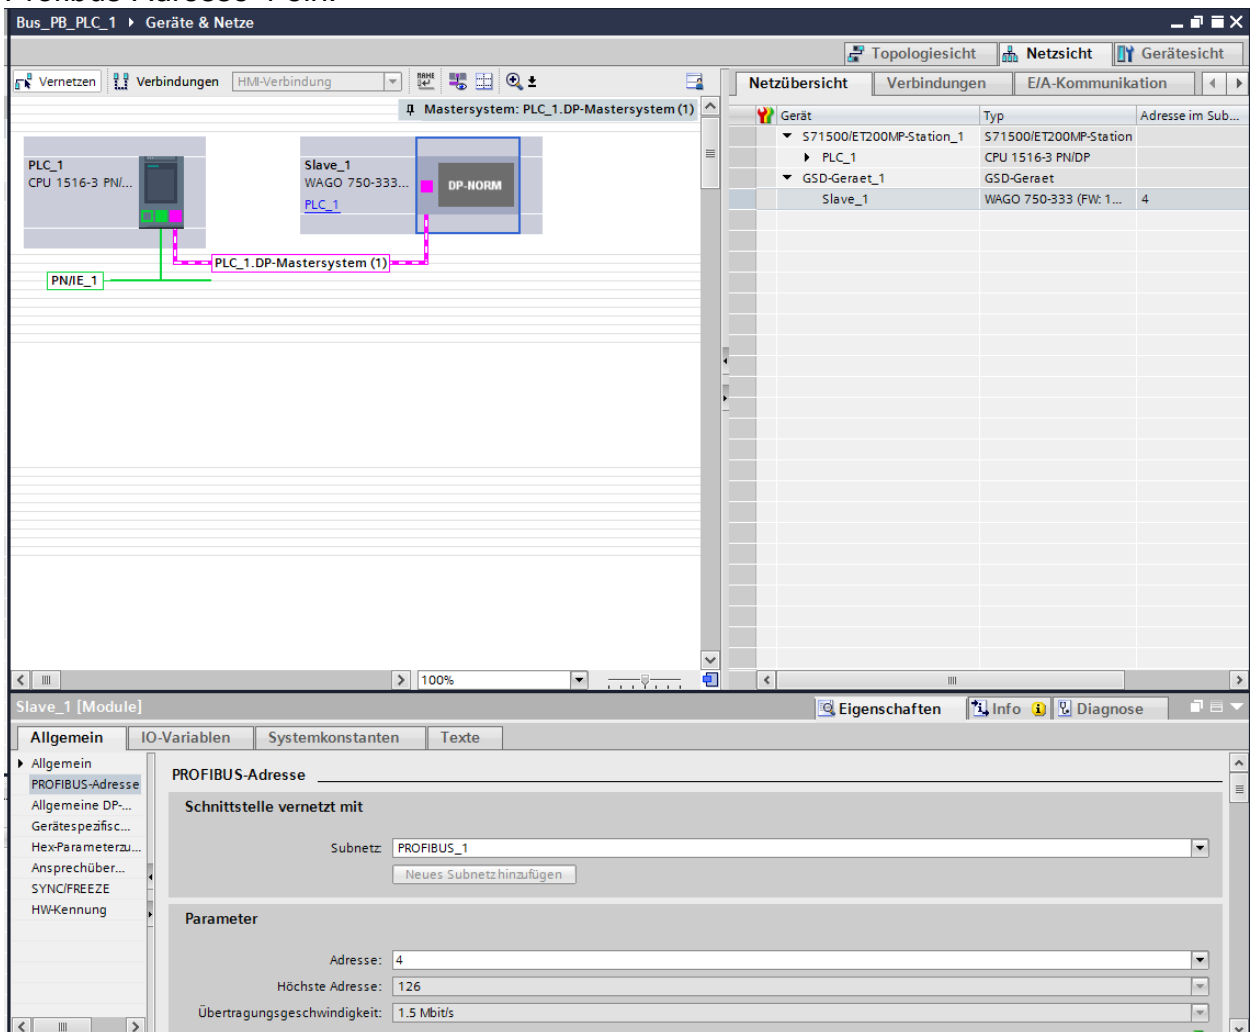 Bus_PB_PLC_1 ▸ Geräte & Netze
Topologiesicht Netzsicht Gerätesicht
Vernetzen Verbindungen HMI-Verbindung
Netzübersicht Verbindungen E/A-Kommunikation
Mastersystem: PLC_1.DP-Mastersystem (1)
Gerät Typ Adresse im Sub...
S71500/ET200MP-Station_1 S71500/ET200MP-Station
PLC_1 CPU 1516-3 PN/DP
GSD-Geraet_1 GSD-Geraet
Slave_1 WAGO 750-333 (FW: 1... 4
PLC_1
CPU 1516-3 PN/...
Slave_1
WAGO 750-333...
PLC_1
DP-NORM
PLC_1.DP-Mastersystem (1)
PN/IE_1
100%
Slave_1 [Module]
Eigenschaften Info Diagnose
Allgemein IO-Variablen Systemkonstanten Texte
Allgemein
PROFIBUS-Adresse
Allgemeine DP-...
Gerätespezifisc...
Hex-Parameterzu...
Ansprechüber...
SYNC/FREEZE
HW-Kennung
PROFIBUS-Adresse
Schnittstelle vernetzt mit
Subnetz: PROFIBUS_1
Neues Subnetz hinzufügen
Parameter
Adresse: 4
Höchste Adresse: 126
Übertragungsgeschwindigkeit: 1.5 Mbit/s